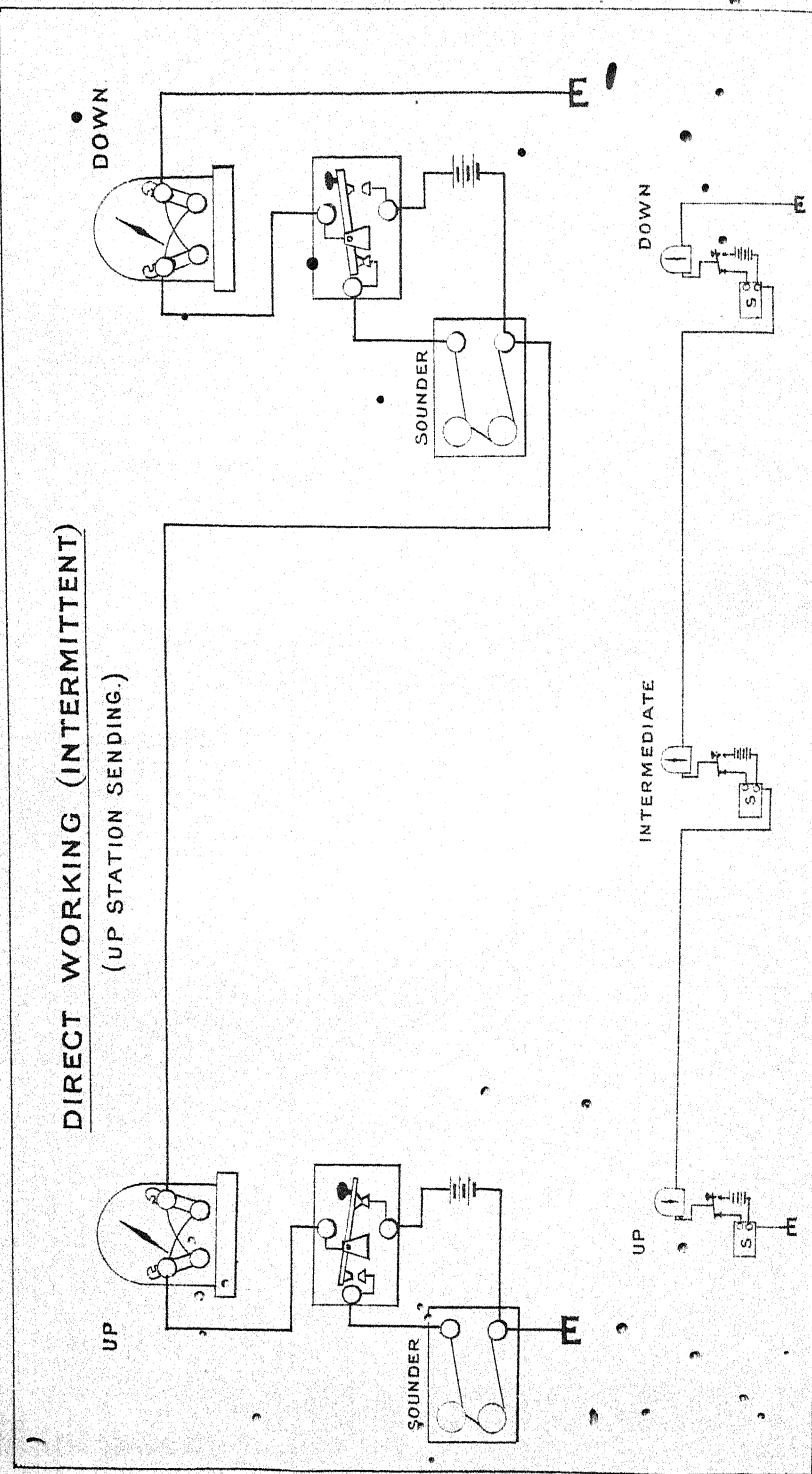 DIRECT WORKING (INTERMITTENT)
(UP STATION SENDING.)
UP
DOWN
SOUNDER
E
SOUNDER
E
UP
INTERMEDIATE
DOWN
S
E
S
S
E